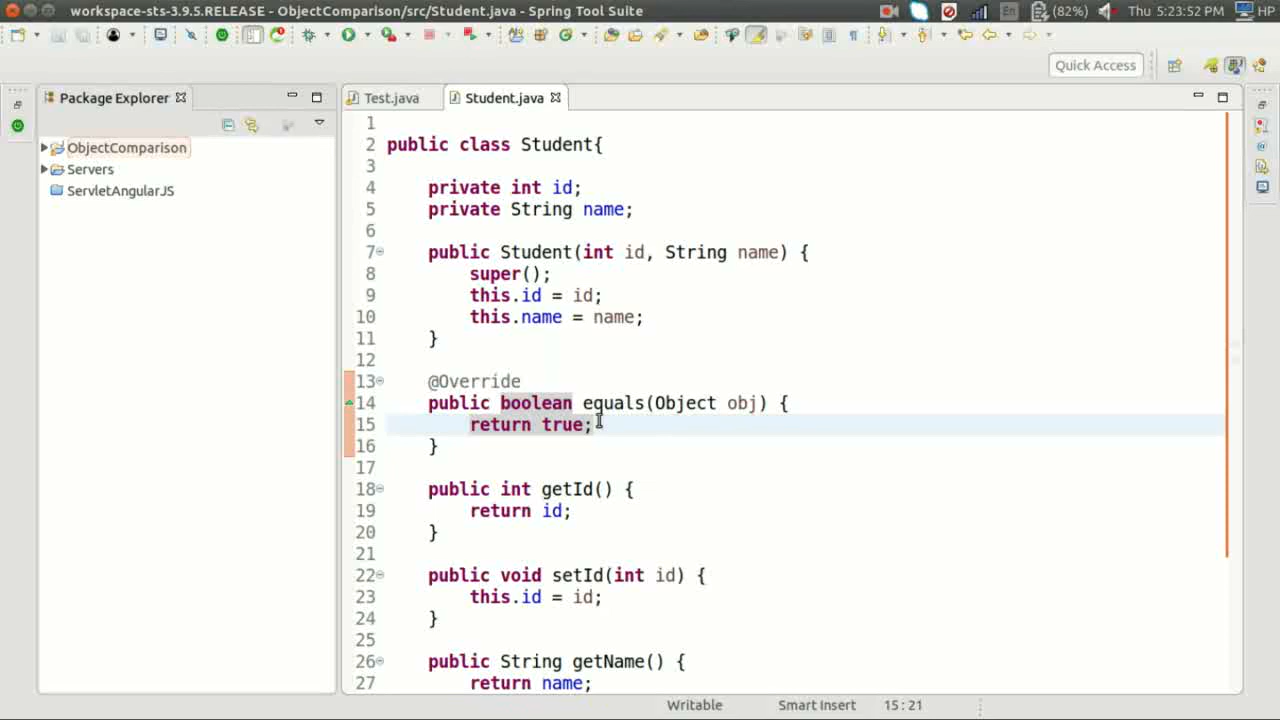 workspace-sts-3.9.5.RELEASE - ObjectComparison/src/Student.java - Spring Tool Suite
En (82%) Thu 5:23:52 PM HP
Quick Access
Package Explorer
Test.java Student.java
ObjectComparison
Servers
ServletAngularJS
1
2 public class Student{
3
4 private int id;
5 private String name;
6
7 public Student(int id, String name) {
8 super();
9 this.id = id;
10 this.name = name;
11 }
12
13 @Override
14 public boolean equals(Object obj) {
15 return true;
16 }
17
18 public int getId() {
19 return id;
20 }
21
22 public void setId(int id) {
23 this.id = id;
24 }
25
26 public String getName() {
27 return name;
Writable Smart Insert 15 : 21